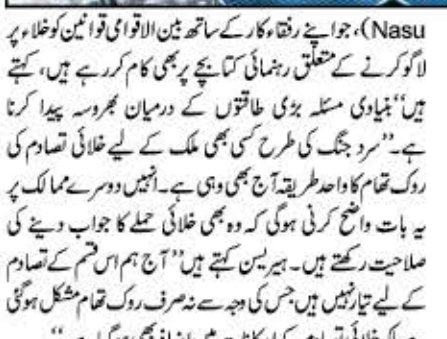 Nasu)، جو اپنے رفقاء کار کے ساتھ بین الاقوامی قوانین کو خلاء پر
لاگو کرنے کے متعلق رہنمائی کتابچے پر بھی کام کر رہے ہیں، کہتے
ہیں ‘‘بنیادی مسئلہ بڑی طاقتوں کے درمیان بھروسہ پیدا کرنا
ہے۔’’ سرد جنگ کی طرح کسی بھی ملک کے لیے خلائی تصادم کی
روک تھام کا واحد طریقہ آج بھی وہی ہے۔ انہیں دوسرے ممالک پر
یہ بات واضح کرنی ہوگی کہ وہ بھی خلائی حملے کا جواب دینے کی
صلاحیت رکھتے ہیں۔ ہیریسن کہتے ہیں ‘‘آج ہم اس قسم کے تصادم
کے لیے تیار نہیں ہیں جس کی وجہ سے نہ صرف روک تھام مشکل ہوگئی